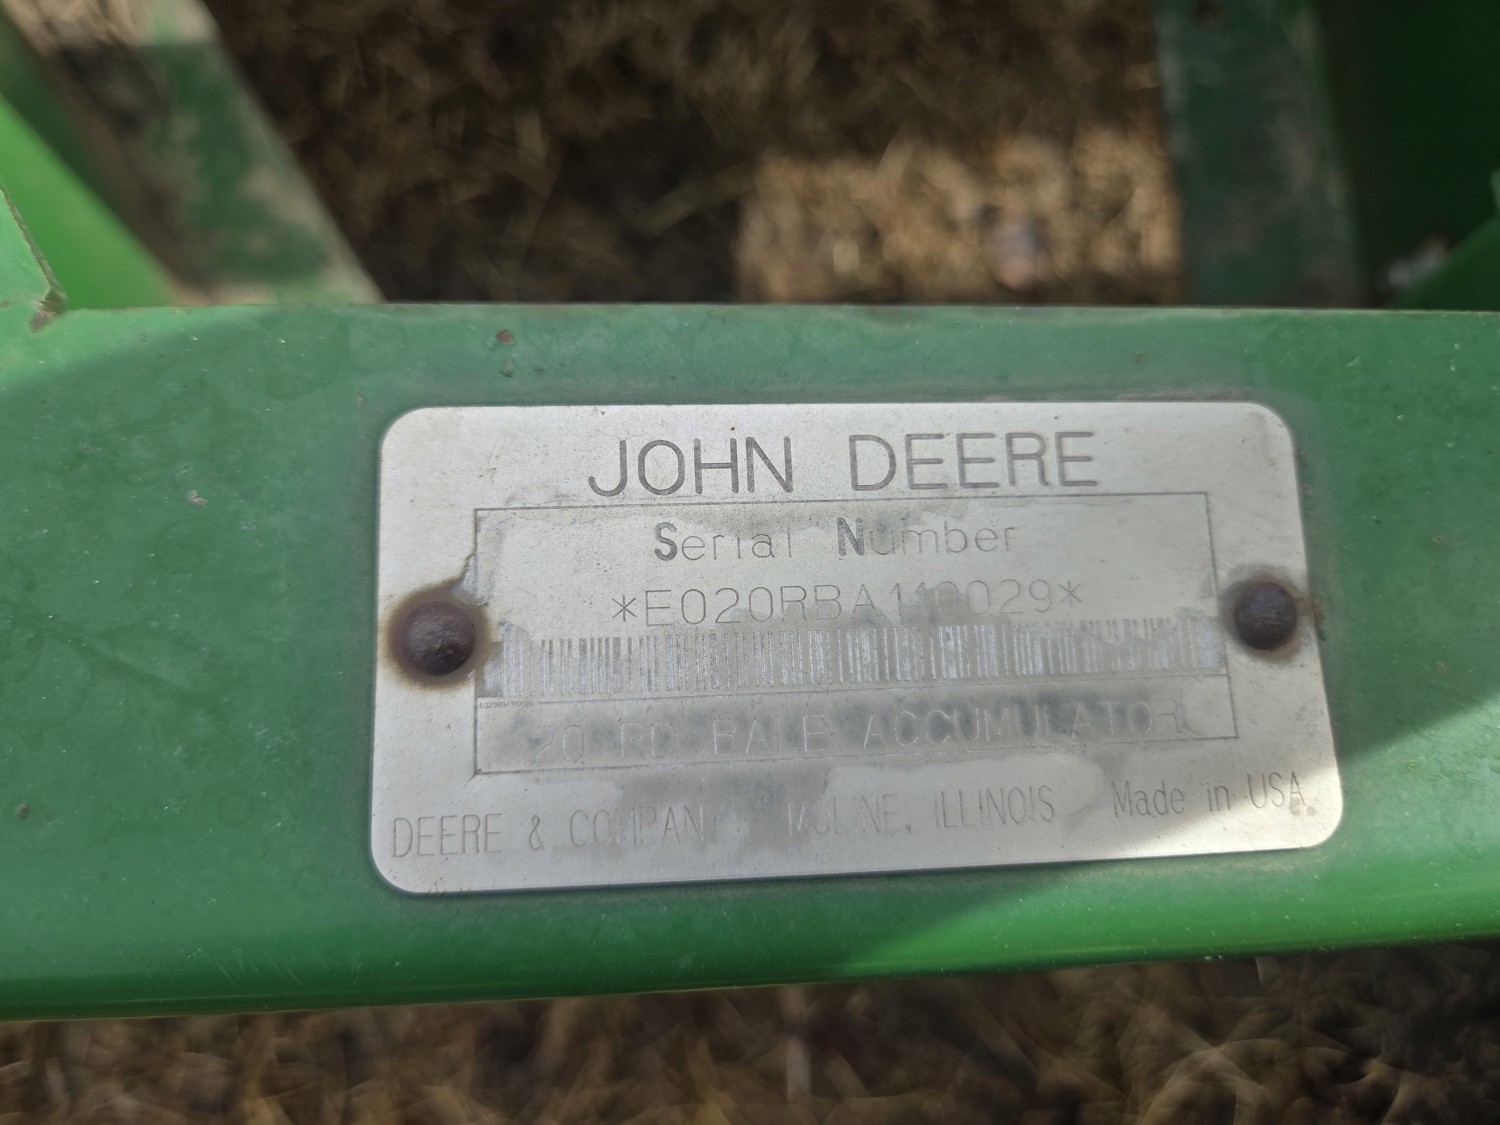 JOHN DEERE
Serial Number
*E020RBA110029*
20 RD BALE ACCUMULATOR
DEERE & COMPANY MOLINE, ILLINOIS Made in USA